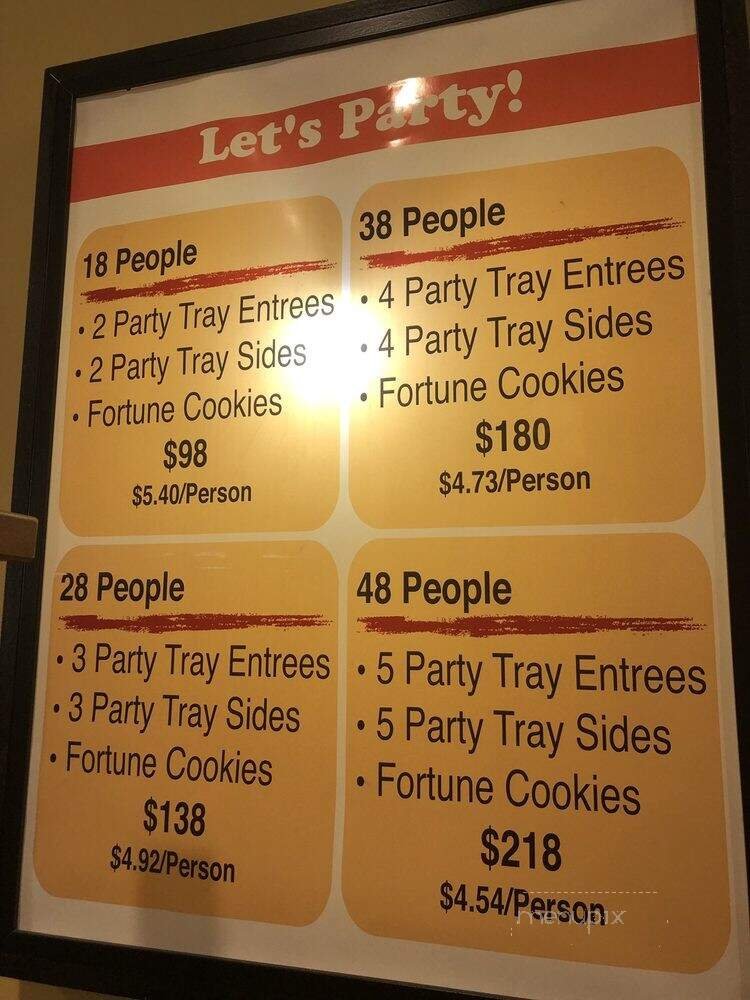 Let's Party!
18 People
• 2 Party Tray Entrees
• 2 Party Tray Sides
• Fortune Cookies
$98
$5.40/Person
38 People
• 4 Party Tray Entrees
• 4 Party Tray Sides
• Fortune Cookies
$180
$4.73/Person
28 People
• 3 Party Tray Entrees
• 3 Party Tray Sides
• Fortune Cookies
$138
$4.92/Person
48 People
• 5 Party Tray Entrees
• 5 Party Tray Sides
• Fortune Cookies
$218
$4.54/Person
menupix